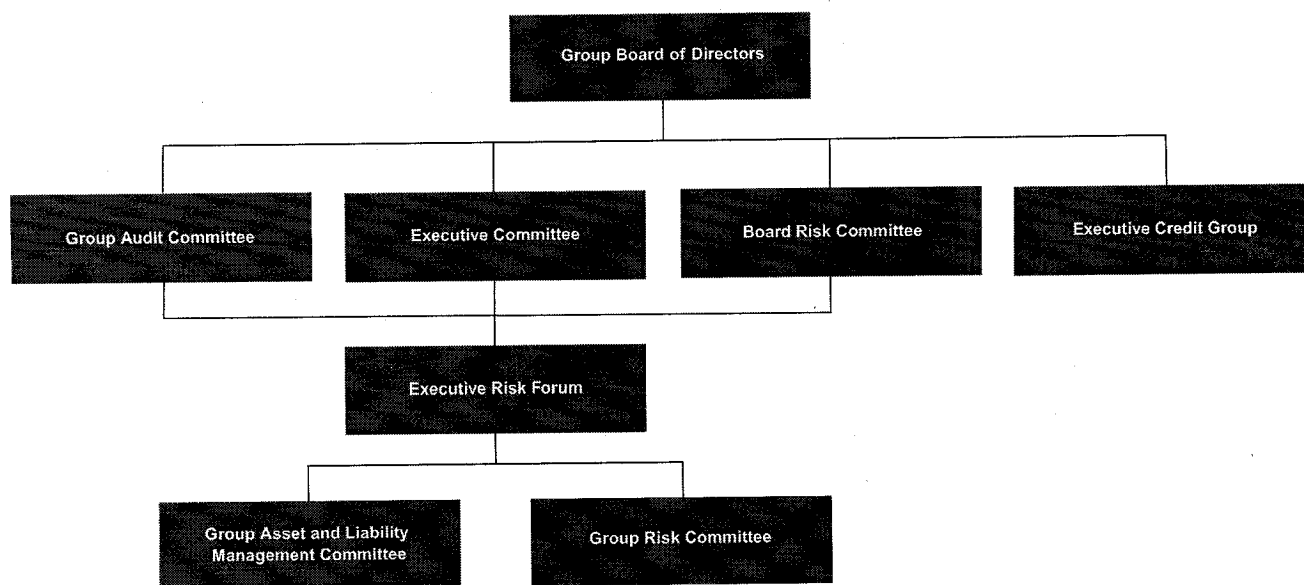 Group Board of Directors
Group Audit Committee
Executive Committee
Board Risk Committee
Executive Credit Group
Executive Risk Forum
Group Asset and Liability
Management Committee
Group Risk Committee